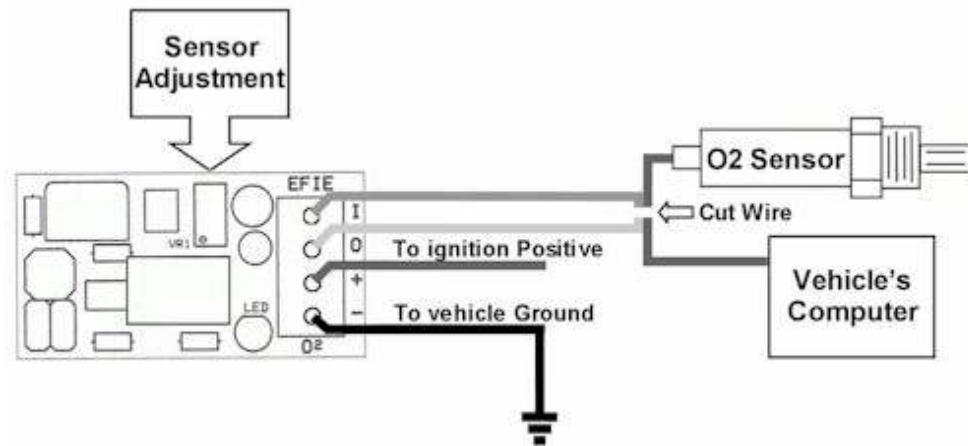 Sensor
Adjustment
EFIE
I
O
+
-
VR1
LED
O²
To ignition Positive
To vehicle Ground
O2 Sensor
Cut Wire
Vehicle's
Computer